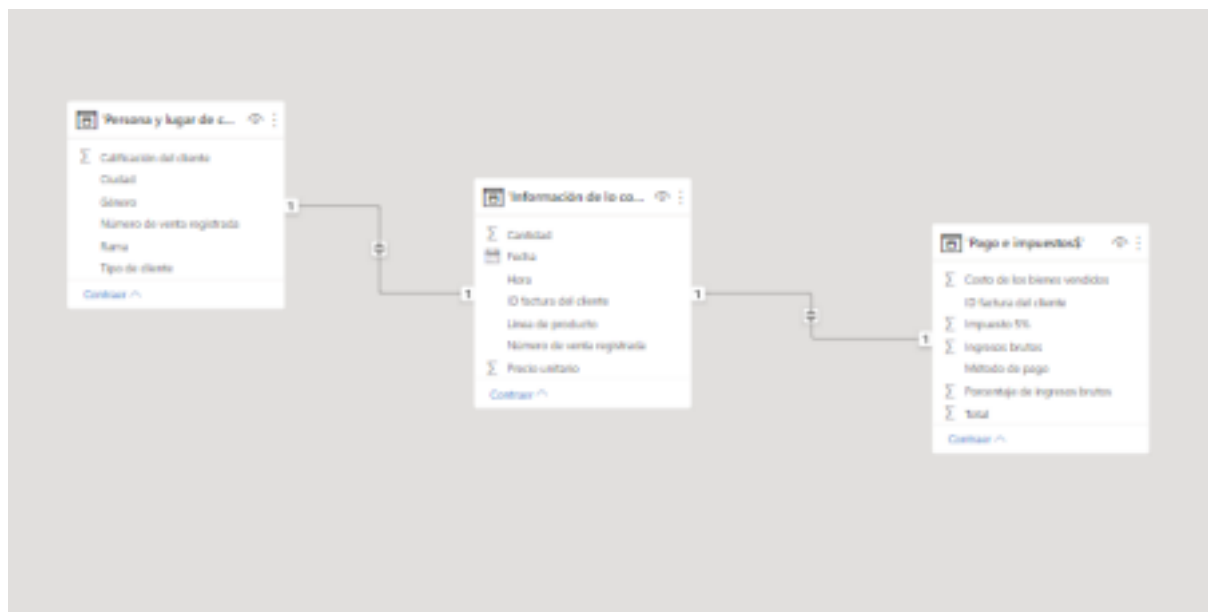 'Persona y lugar de c...
Calificación del cliente
Ciudad
Género
Número de venta registrada
Rama
Tipo de cliente
Contraer
1
1
'Información de lo co...
Cantidad
Fecha
Hora
ID factura del cliente
Línea de producto
Número de venta registrada
Precio unitario
Contraer
1
1
'Pago e impuestos$'
Costo de los bienes vendidos
ID factura del cliente
Impuesto 5%
Ingresos brutos
Método de pago
Porcentaje de ingresos brutos
Total
Contraer